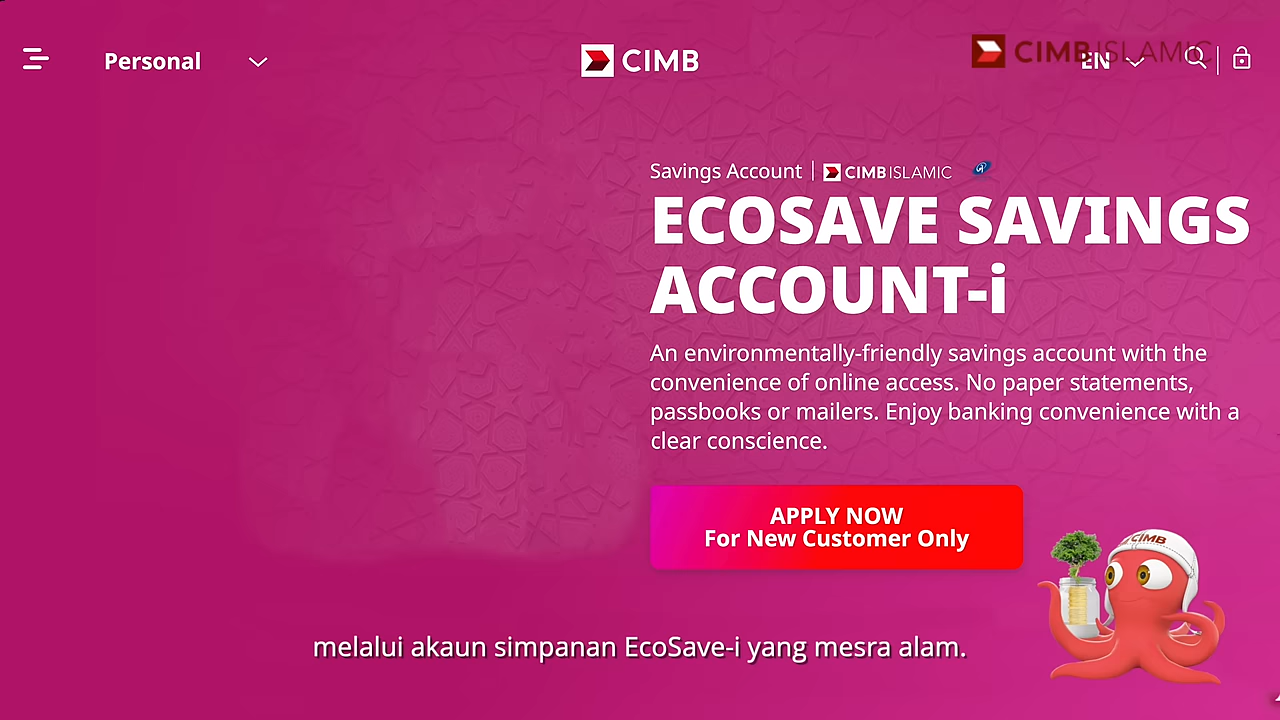 Personal
CIMB
CIMB ISLAMIC
EN
Savings Account | CIMB ISLAMIC
ECOSAVE SAVINGS
ACCOUNT-i
An environmentally-friendly savings account with the
convenience of online access. No paper statements,
passbooks or mailers. Enjoy banking convenience with a
clear conscience.
APPLY NOW
For New Customer Only
CIMB
melalui akaun simpanan EcoSave-i yang mesra alam.